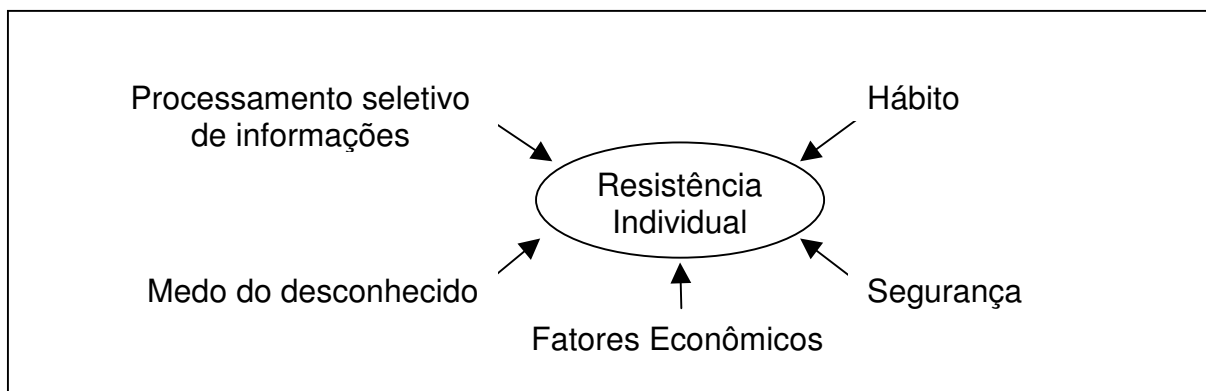 Processamento seletivo
de informações
Hábito
Resistência
Individual
Medo do desconhecido
Segurança
Fatores Econômicos